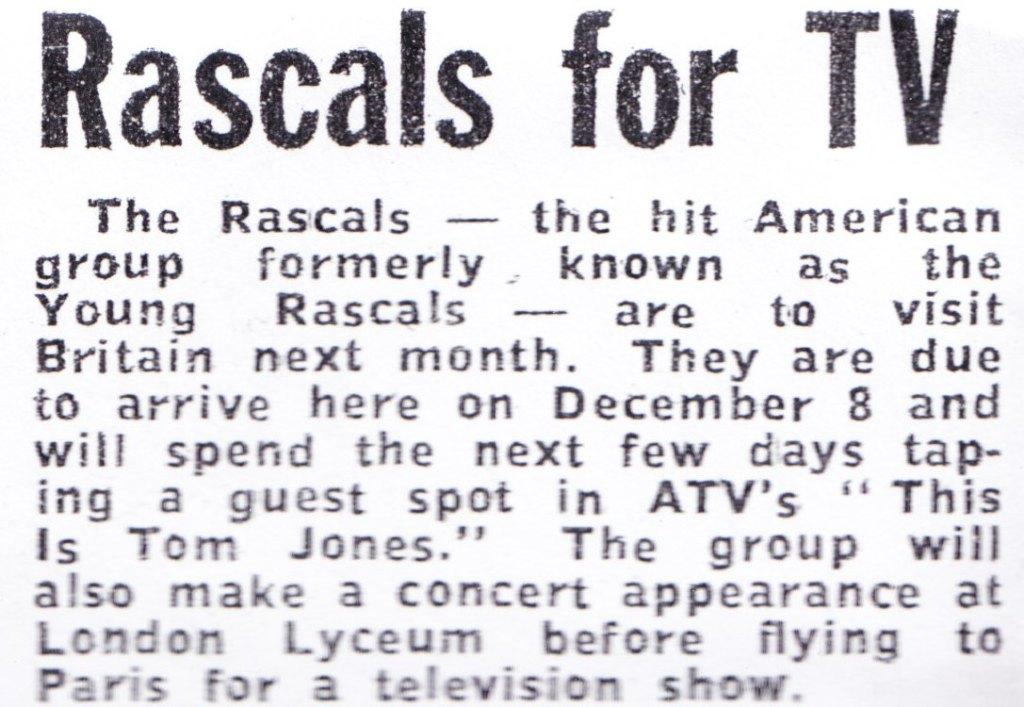 Rascals for TV
The Rascals — the hit American
group formerly known as the
Young Rascals — are to visit
Britain next month. They are due
to arrive here on December 8 and
will spend the next few days tap-
ing a guest spot in ATV's "This
Is Tom Jones." The group will
also make a concert appearance at
London Lyceum before flying to
Paris for a television show.